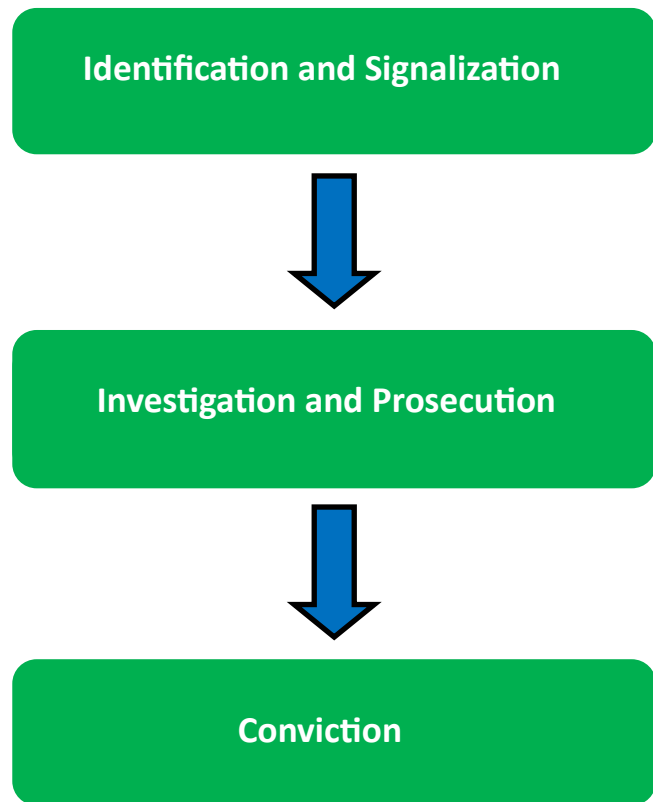 Identification and Signalization
Investigation and Prosecution
Conviction